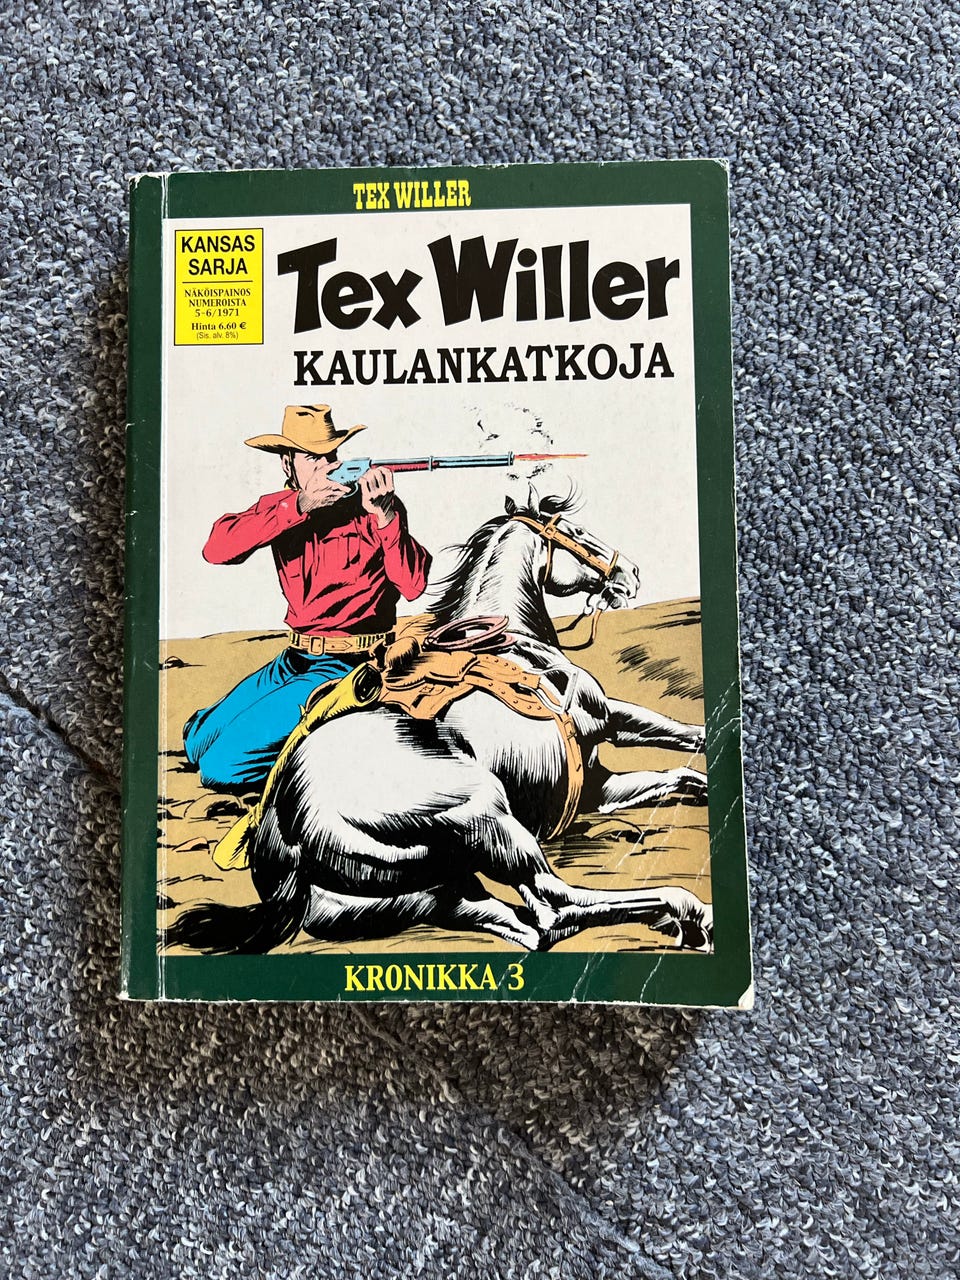 TEX WILLER
KANSAS
SARJA
NÄKÖISPAINOS
NUMEROISTA
5-6/1971
Hinta 6.60 €
(Sis. alv. 8%)
Tex Willer
KAULANKATKOJA
KRONIKKA 3